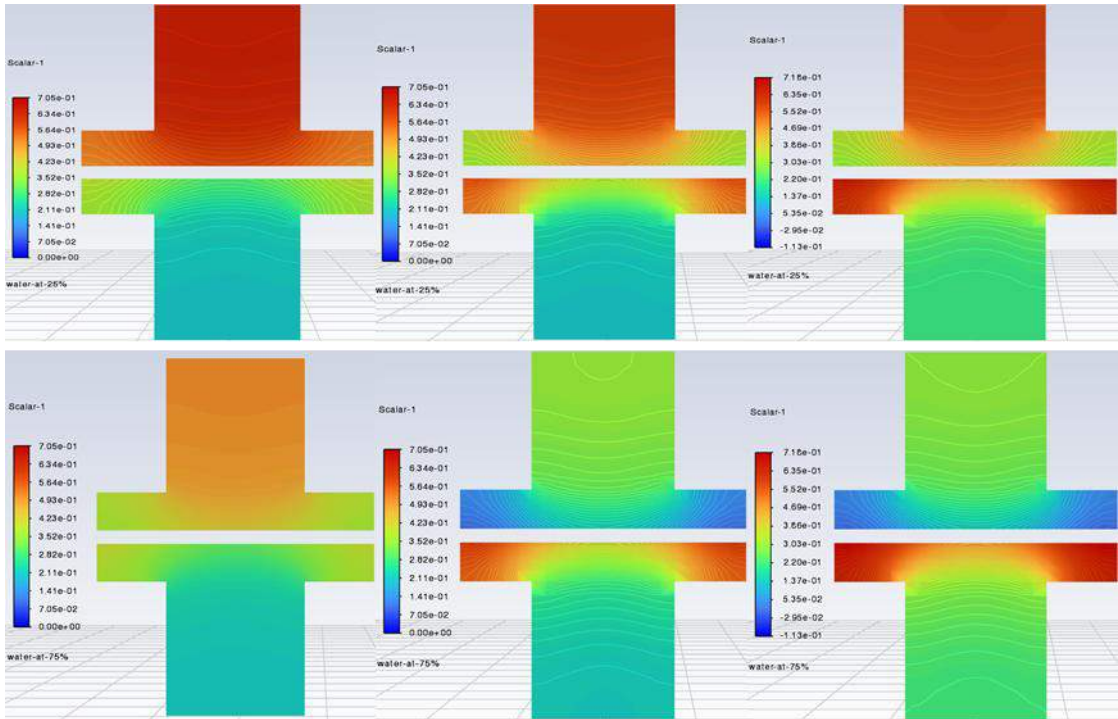 Scalar-1
7.05e-01
6.34e-01
5.64e-01
4.93e-01
4.23e-01
3.52e-01
2.82e-01
2.11e-01
1.41e-01
7.05e-02
0.00e+00
water-at-25%
Scalar-1
7.05e-01
6.34e-01
5.64e-01
4.93e-01
4.23e-01
3.52e-01
2.82e-01
2.11e-01
1.41e-01
7.05e-02
0.00e+00
water-at-25%
Scalar-1
7.18e-01
6.35e-01
5.52e-01
4.69e-01
3.86e-01
3.03e-01
2.20e-01
1.37e-01
5.35e-02
-2.95e-02
-1.13e-01
water-at-25%
Scalar-1
7.05e-01
6.34e-01
5.64e-01
4.93e-01
4.23e-01
3.52e-01
2.82e-01
2.11e-01
1.41e-01
7.05e-02
0.00e+00
water-at-75%
Scalar-1
7.05e-01
6.34e-01
5.64e-01
4.93e-01
4.23e-01
3.52e-01
2.82e-01
2.11e-01
1.41e-01
7.05e-02
0.00e+00
water-at-75%
Scalar-1
7.18e-01
6.35e-01
5.52e-01
4.69e-01
3.86e-01
3.03e-01
2.20e-01
1.37e-01
5.35e-02
-2.95e-02
-1.13e-01
water-at-75%